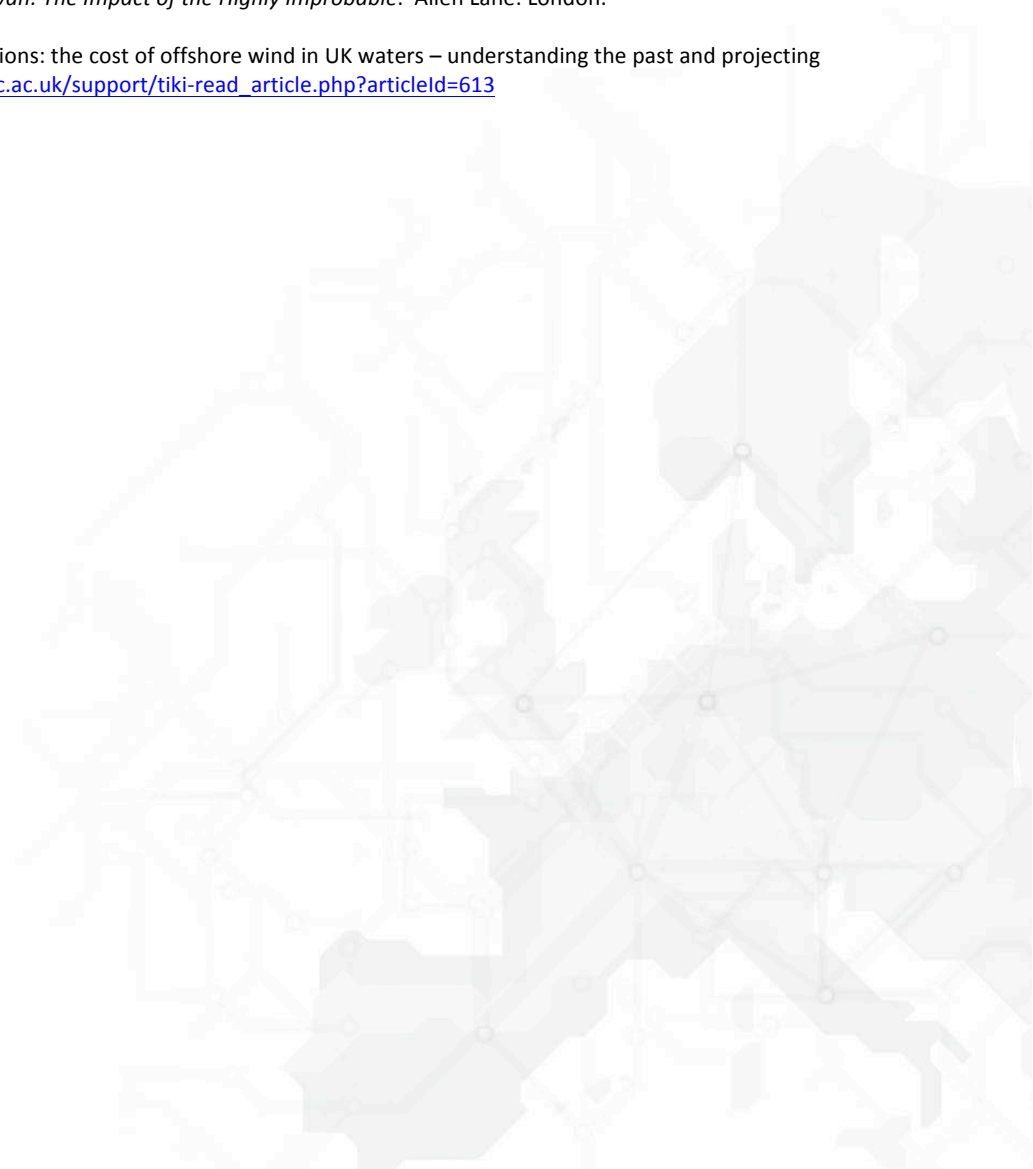 The Impact of the Highly Improbable. Allen Lane: London.
ions: the cost of offshore wind in UK waters – understanding the past and projecting
c.ac.uk/support/tiki-read_article.php?articleId=613